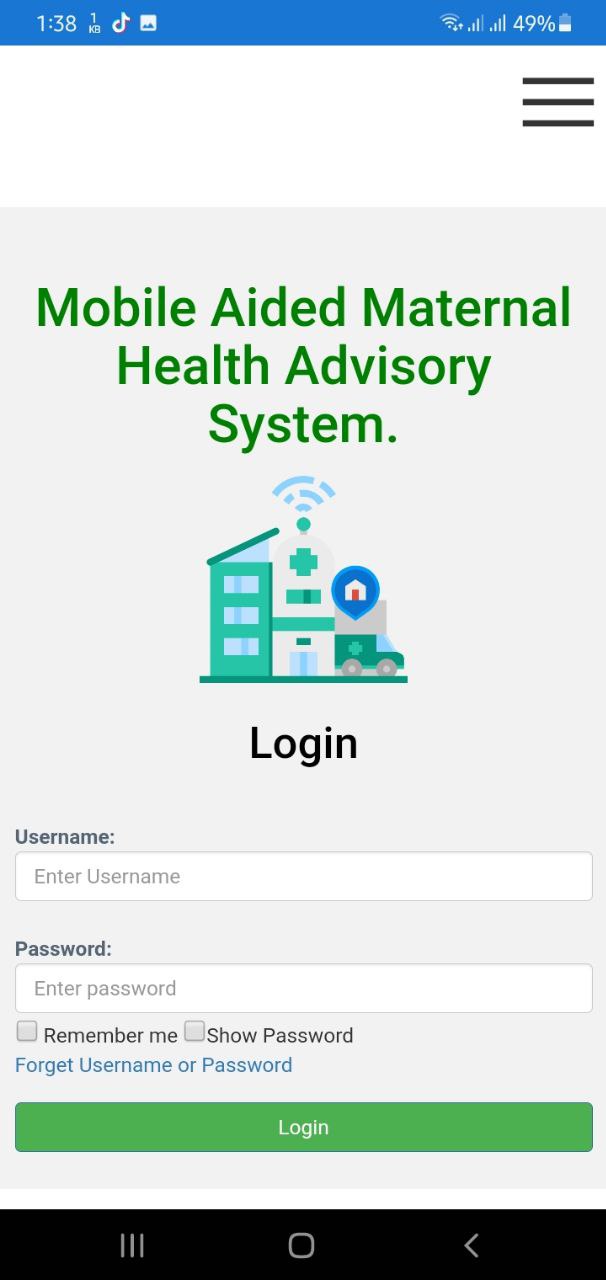 1:38 1 KB 49%
Mobile Aided Maternal
Health Advisory
System.
Login
Username:
Enter Username
Password:
Enter password
Remember me Show Password
Forget Username or Password
Login